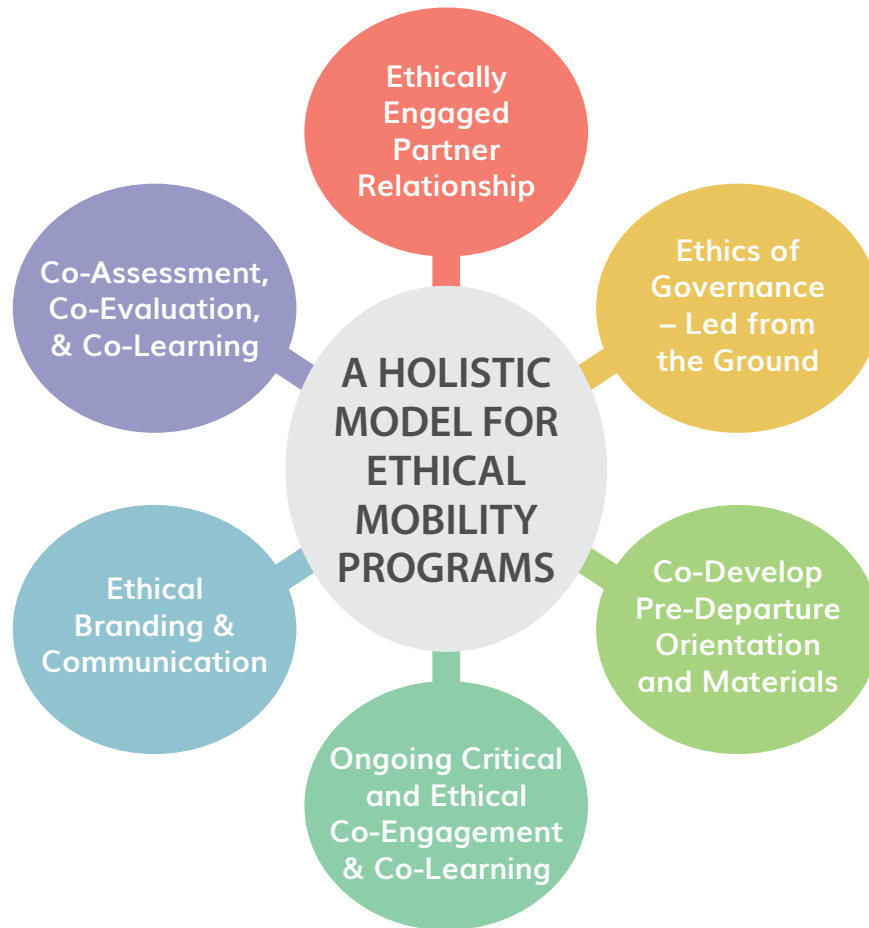 Ethically
Engaged
Partner
Relationship
Ethics of
Governance
– Led from
the Ground
Co-Develop
Pre-Departure
Orientation
and Materials
Ongoing Critical
and Ethical
Co-Engagement
& Co-Learning
Ethical
Branding &
Communication
Co-Assessment,
Co-Evaluation,
& Co-Learning
A HOLISTIC
MODEL FOR
ETHICAL
MOBILITY
PROGRAMS